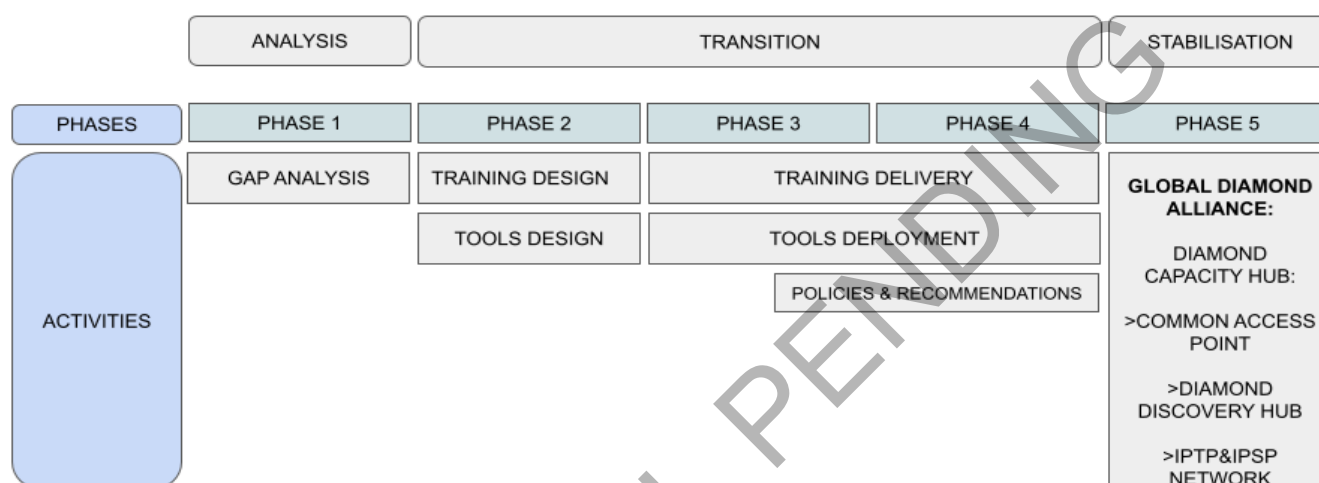 ANALYSIS
TRANSITION
STABILISATION
PHASES
PHASE 1
PHASE 2
PHASE 3
PHASE 4
PHASE 5
ACTIVITIES
GAP ANALYSIS
TRAINING DESIGN
TRAINING DELIVERY
TOOLS DESIGN
TOOLS DEPLOYMENT
POLICIES & RECOMMENDATIONS
GLOBAL DIAMOND
ALLIANCE:
DIAMOND
CAPACITY HUB:
>COMMON ACCESS
POINT
>DIAMOND
DISCOVERY HUB
>IPTP&IPSP
NETWORK
PENDING